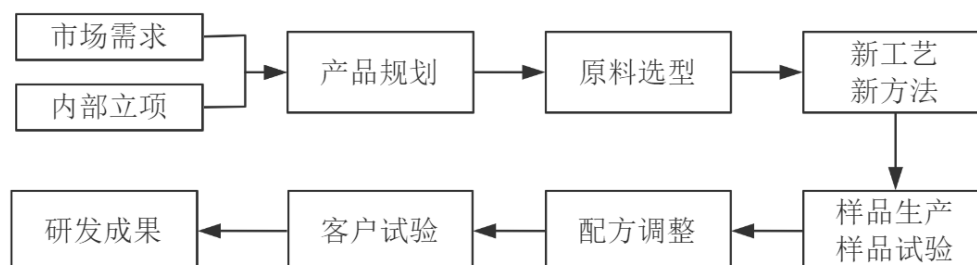 市场需求
内部立项
产品规划
原料选型
新工艺
新方法
样品生产
样品试验
配方调整
客户试验
研发成果